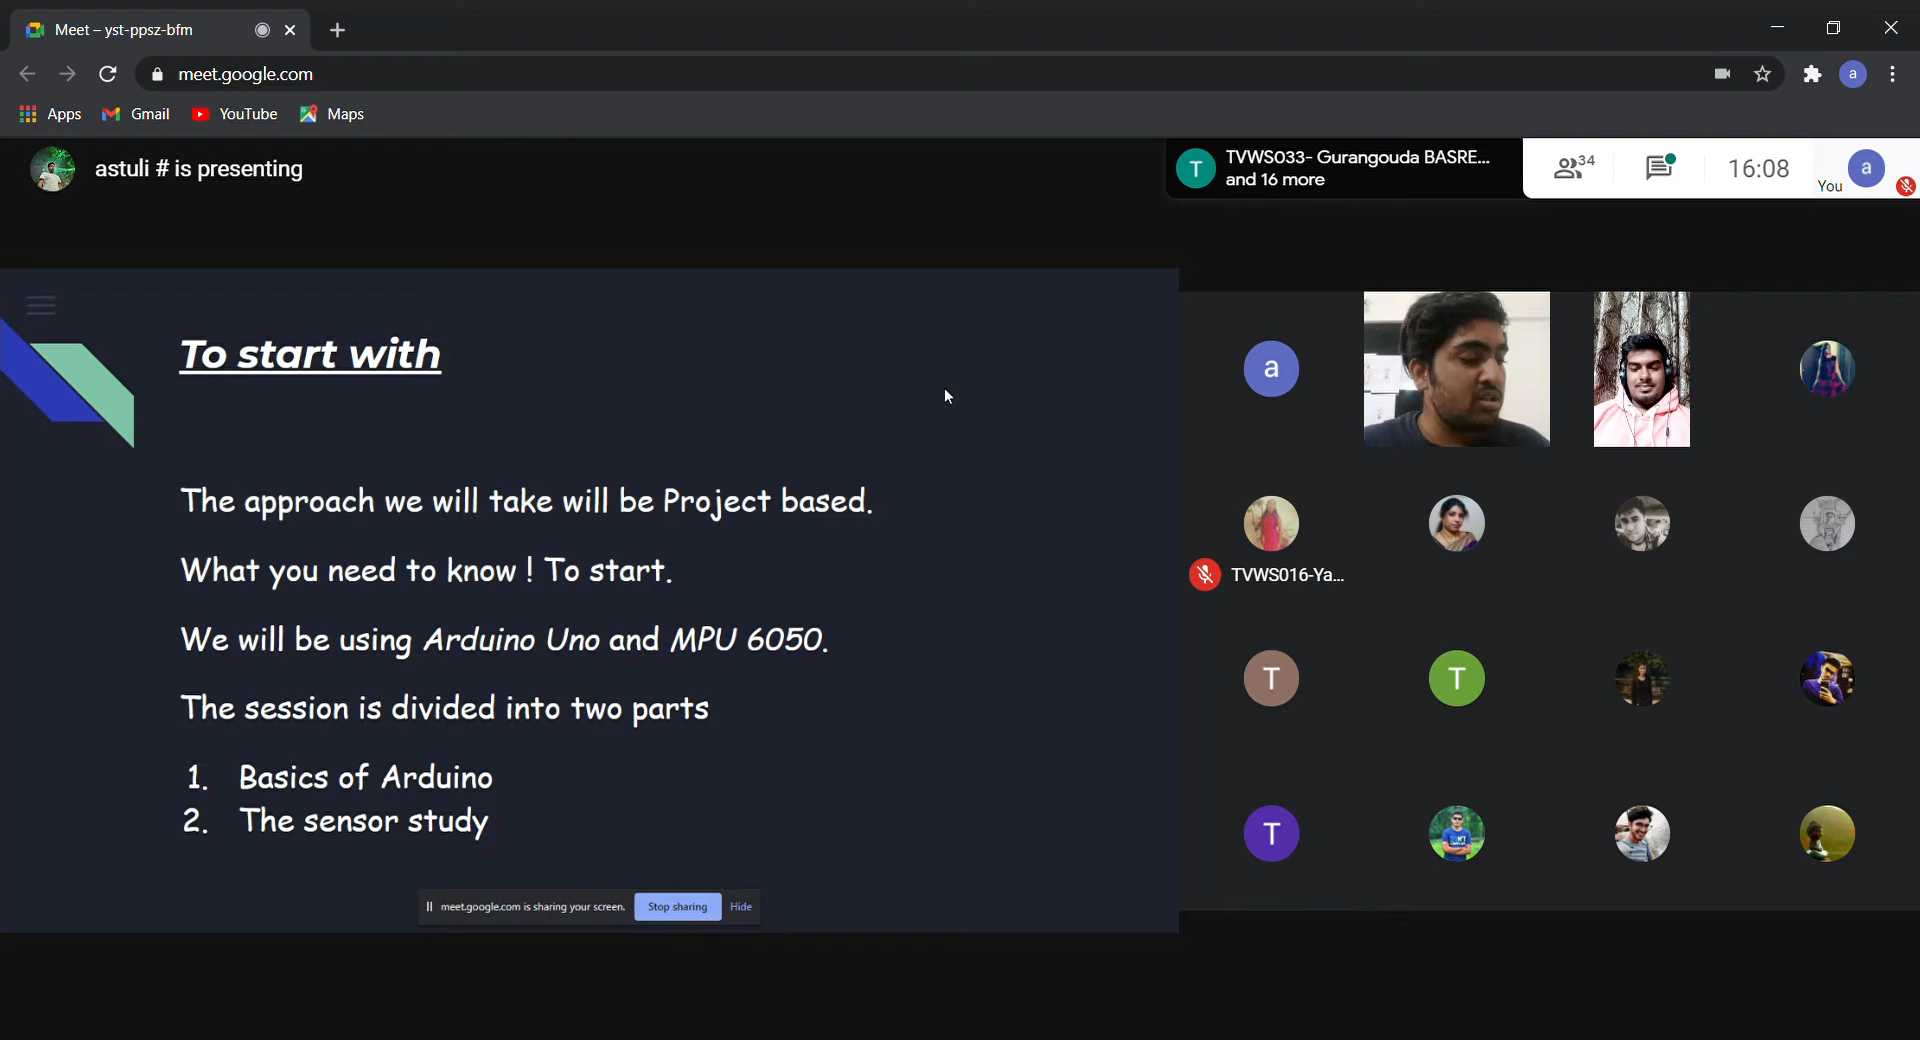 Meet – yst-ppsz-bfm
meet.google.com
a
Apps
Gmail
YouTube
Maps
astuli # is presenting
T
TVWS033- Gurangouda BASRE...
and 16 more
34
16:08
You
a
To start with
The approach we will take will be Project based.
What you need to know ! To start.
We will be using Arduino Uno and MPU 6050.
The session is divided into two parts
1. Basics of Arduino
2. The sensor study
meet.google.com is sharing your screen.
Stop sharing
Hide
a
TVWS016-Ya...
T
T
T